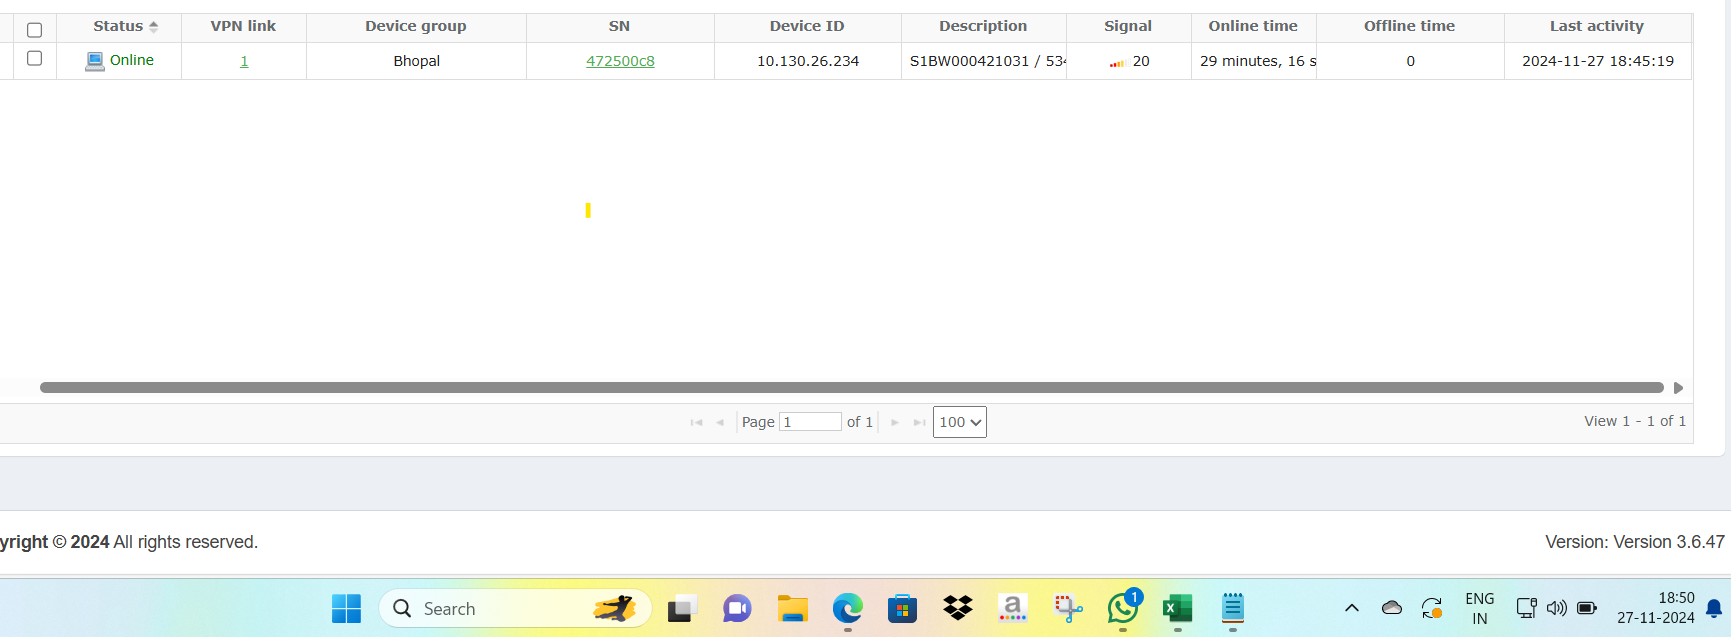 Status VPN link Device group SN Device ID Description Signal Online time Offline time Last activity
Online 1 Bhopal 472500c8 10.130.26.234 S1BW000421031 / 534 20 29 minutes, 16 s 0 2024-11-27 18:45:19
Page 1 of 1 100 View 1 - 1 of 1
yright © 2024 All rights reserved. Version: Version 3.6.47
Search a 1 ENG 18:50
IN 27-11-2024